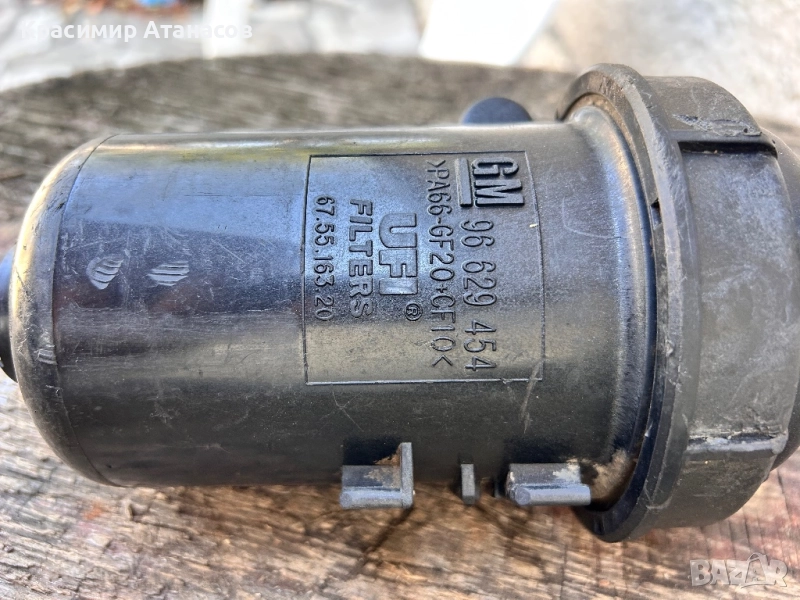 Красимир Атанасов
GM 96 629 454
>PA66-GF20+CF10<
UFI ®
FILTERS
67.55.163.20
BAZAR